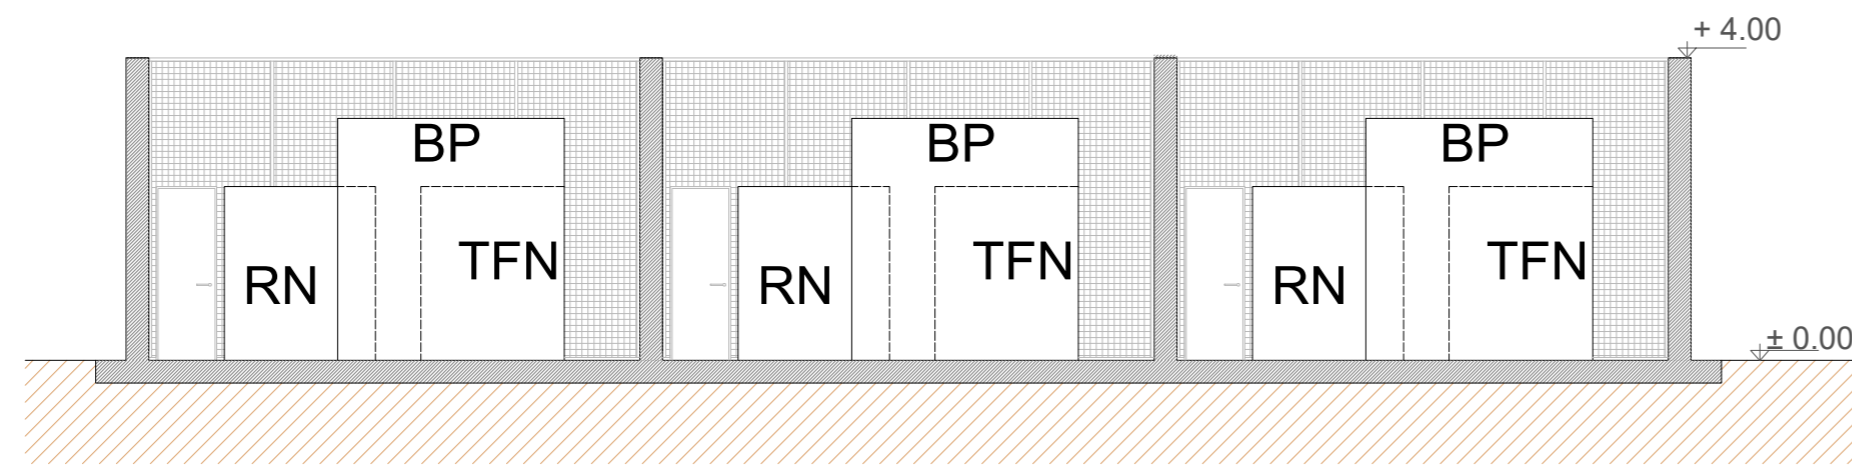 + 4.00
BP BP BP
TFN TFN TFN
RN RN RN
± 0.00